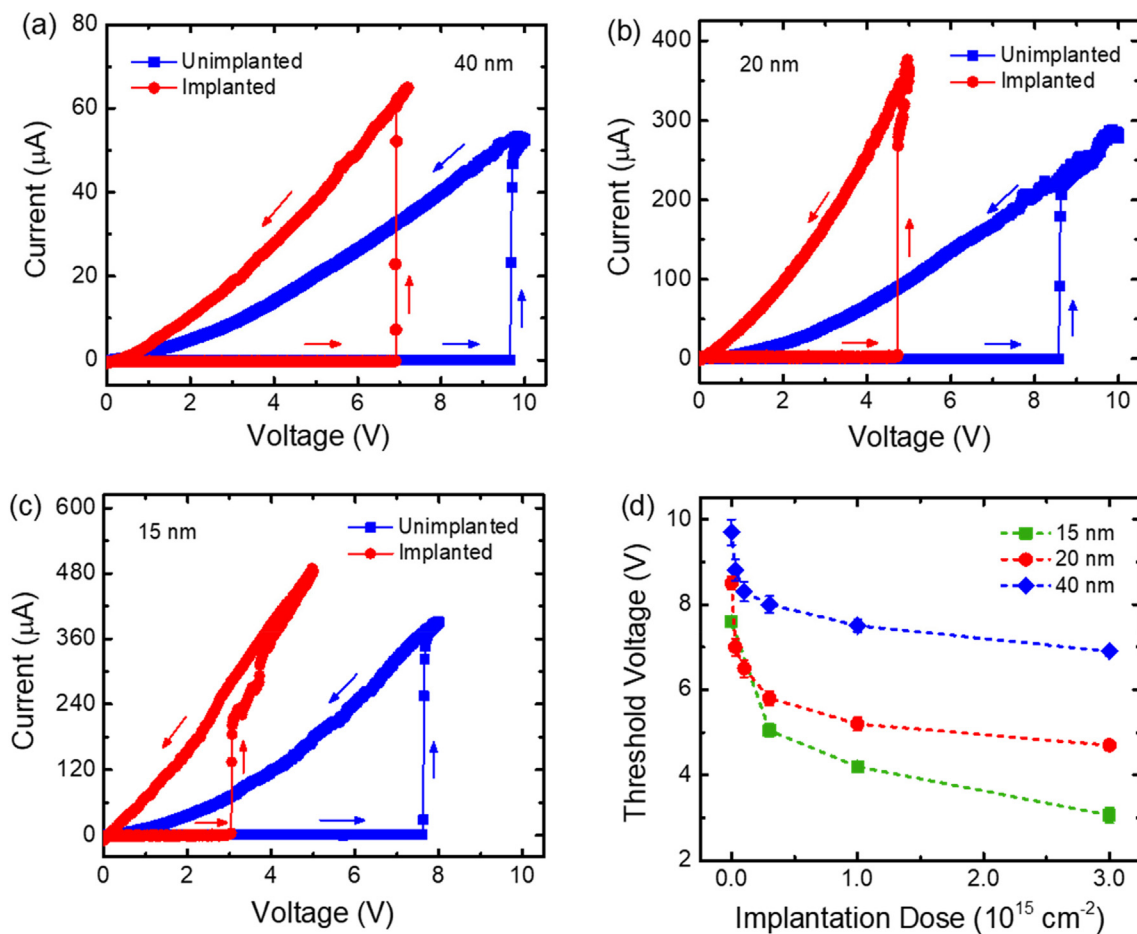 (a)
80
60
40
20
0
Current (μA)
Unimplanted
Implanted
40 nm
0 2 4 6 8 10
Voltage (V)
(b)
400
300
200
100
0
Current (μA)
20 nm
Unimplanted
Implanted
0 2 4 6 8 10
Voltage (V)
(c)
600
480
360
240
120
0
Current (μA)
15 nm
Unimplanted
Implanted
0 2 4 6 8 10
Voltage (V)
(d)
10
8
6
4
2
Threshold Voltage (V)
15 nm
20 nm
40 nm
0.0 1.0 2.0 3.0
Implantation Dose (10¹⁵ cm⁻²)